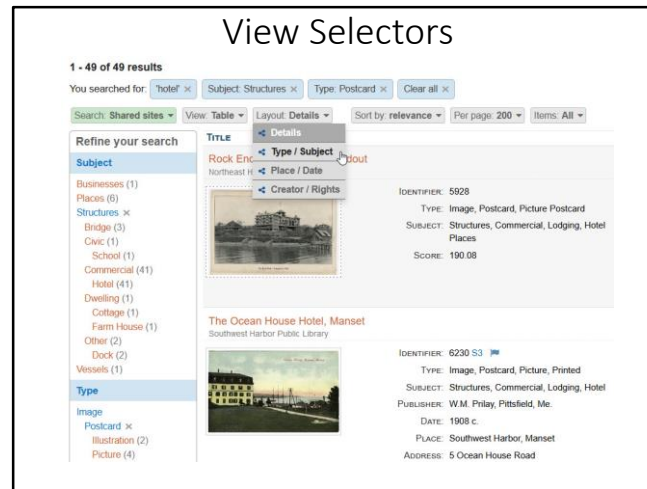 View Selectors
1 - 49 of 49 results
You searched for: 'hotel' × Subject: Structures × Type: Postcard × Clear all ×
Search: Shared sites View: Table Layout: Details Sort by: relevance Per page: 200 Items: All
Refine your search
Subject
Businesses (1)
Places (6)
Structures ×
Bridge (3)
Civic (1)
School (1)
Commercial (41)
Hotel (41)
Dwelling (1)
Cottage (1)
Farm House (1)
Other (2)
Dock (2)
Vessels (1)
Type
Image
Postcard ×
Illustration (2)
Picture (4)
Details
Type / Subject
Place / Date
Creator / Rights
TITLE
Rock End dout
Northeast H
IDENTIFIER: 5928
TYPE: Image, Postcard, Picture Postcard
SUBJECT: Structures, Commercial, Lodging, Hotel
Places
SCORE: 190.08
The Ocean House Hotel, Manset
Southwest Harbor Public Library
IDENTIFIER: 6230 S3
TYPE: Image, Postcard, Picture, Printed
SUBJECT: Structures, Commercial, Lodging, Hotel
PUBLISHER: W.M. Prilay, Pittsfield, Me.
DATE: 1908 c.
PLACE: Southwest Harbor, Manset
ADDRESS: 5 Ocean House Road